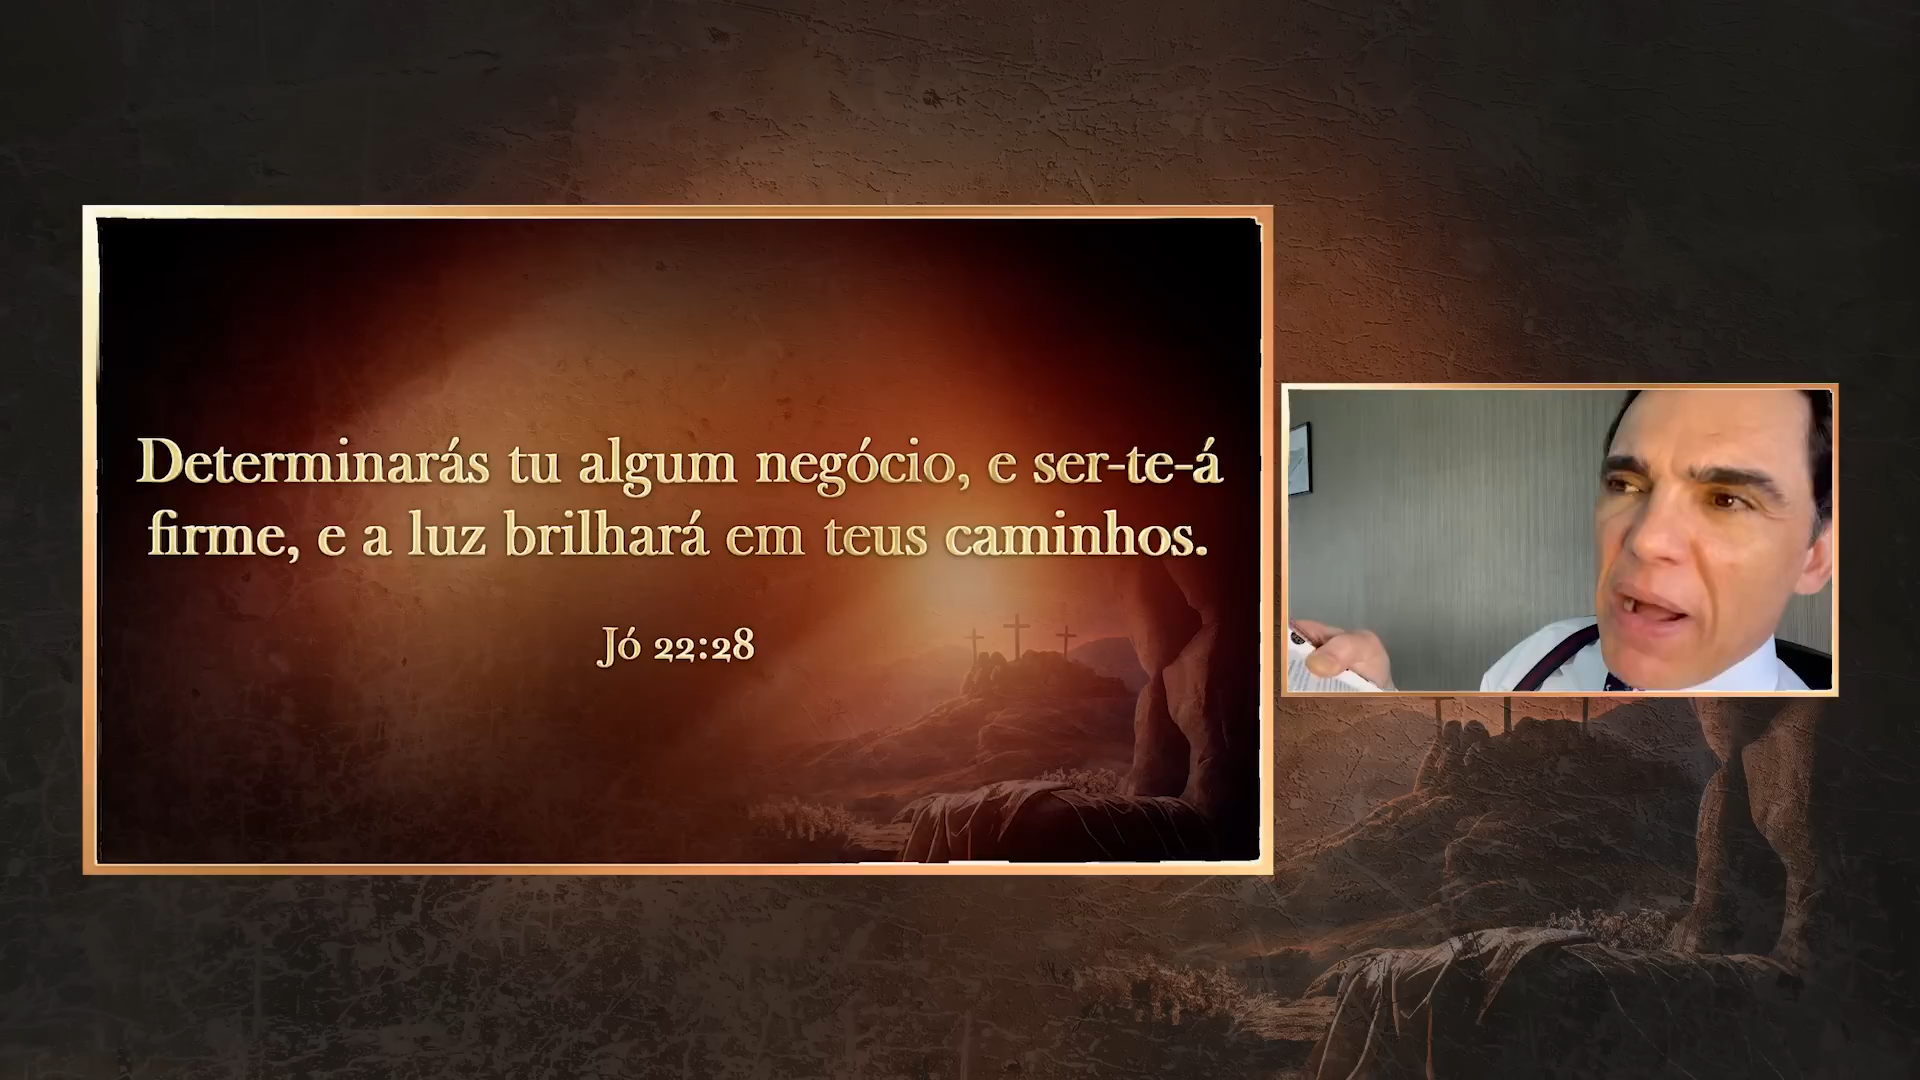 Determinarás tu algum negócio, e ser-te-á
firme, e a luz brilhará em teus caminhos.
Jó 22:28